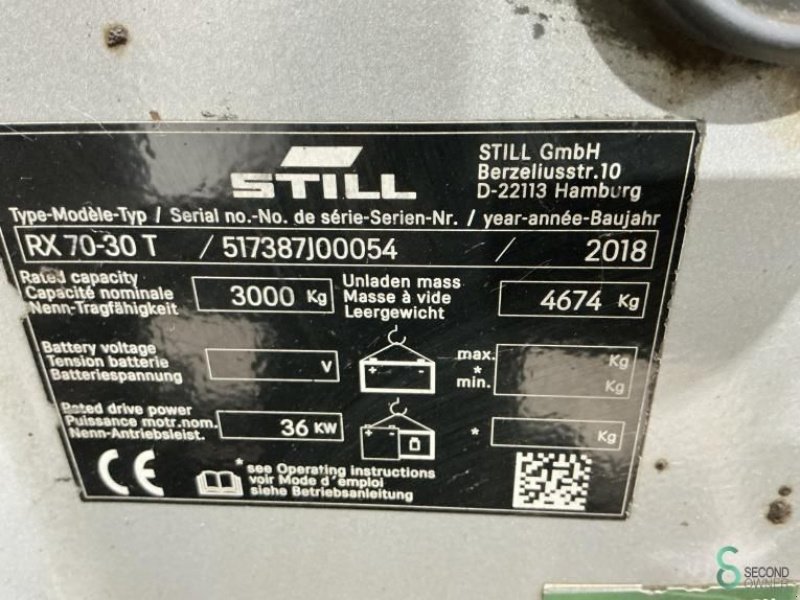 STILL
STILL GmbH
Berzeliusstr.10
D-22113 Hamburg
Type-Modèle-Typ / Serial no.-No. de série-Serien-Nr. / year-année-Baujahr
RX 70-30 T / 517387J00054 / 2018
Rated capacity
Capacité nominale
Nenn-Tragfähigkeit
3000 Kg
Unladen mass
Masse à vide
Leergewicht
4674 Kg
Battery voltage
Tension batterie
Batteriespannung
V
max.
*
min.
Kg
Kg
Rated drive power
Puissance motr.nom.
Nenn-Antriebsleist.
36 KW
* Kg
CE
* see Operating instructions
voir Mode d'emploi
siehe Betriebsanleitung
SECOND
OWNER